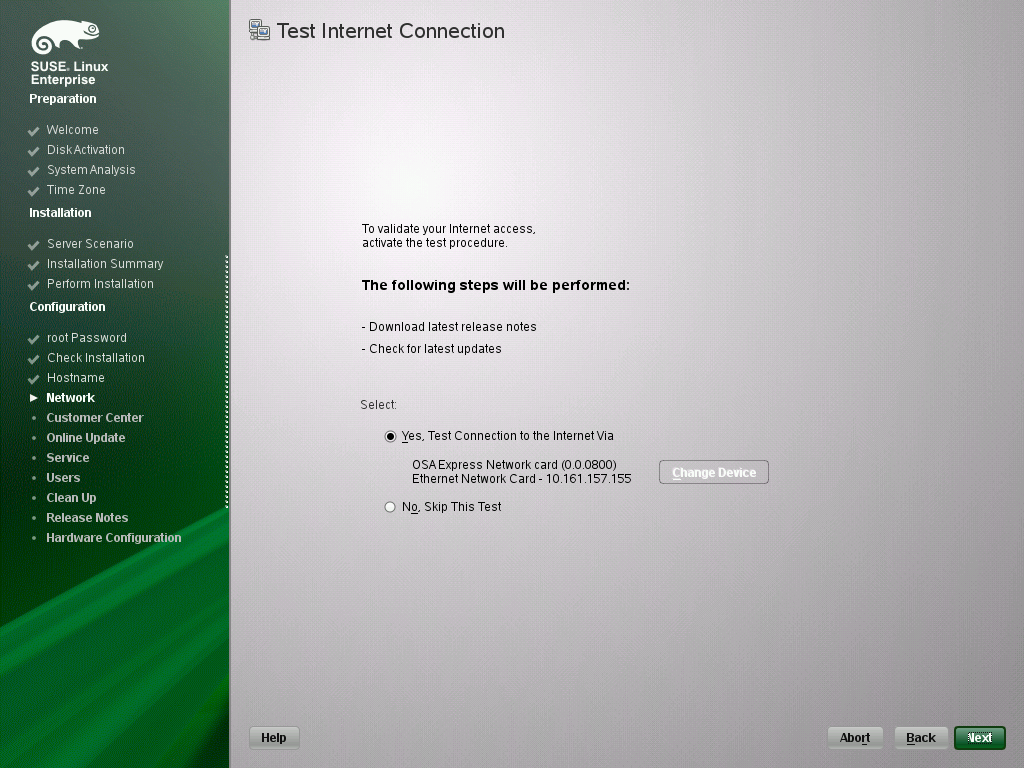 SUSE. Linux
Enterprise
Preparation
Welcome
Disk Activation
System Analysis
Time Zone
Installation
Server Scenario
Installation Summary
Perform Installation
Configuration
root Password
Check Installation
Hostname
Network
Customer Center
Online Update
Service
Users
Clean Up
Release Notes
Hardware Configuration
Test Internet Connection
To validate your Internet access,
activate the test procedure.
The following steps will be performed:
- Download latest release notes
- Check for latest updates
Select:
Yes, Test Connection to the Internet Via
OSA Express Network card (0.0.0800)
Ethernet Network Card - 10.161.157.155
Change Device
No, Skip This Test
Help
Abort
Back
Next